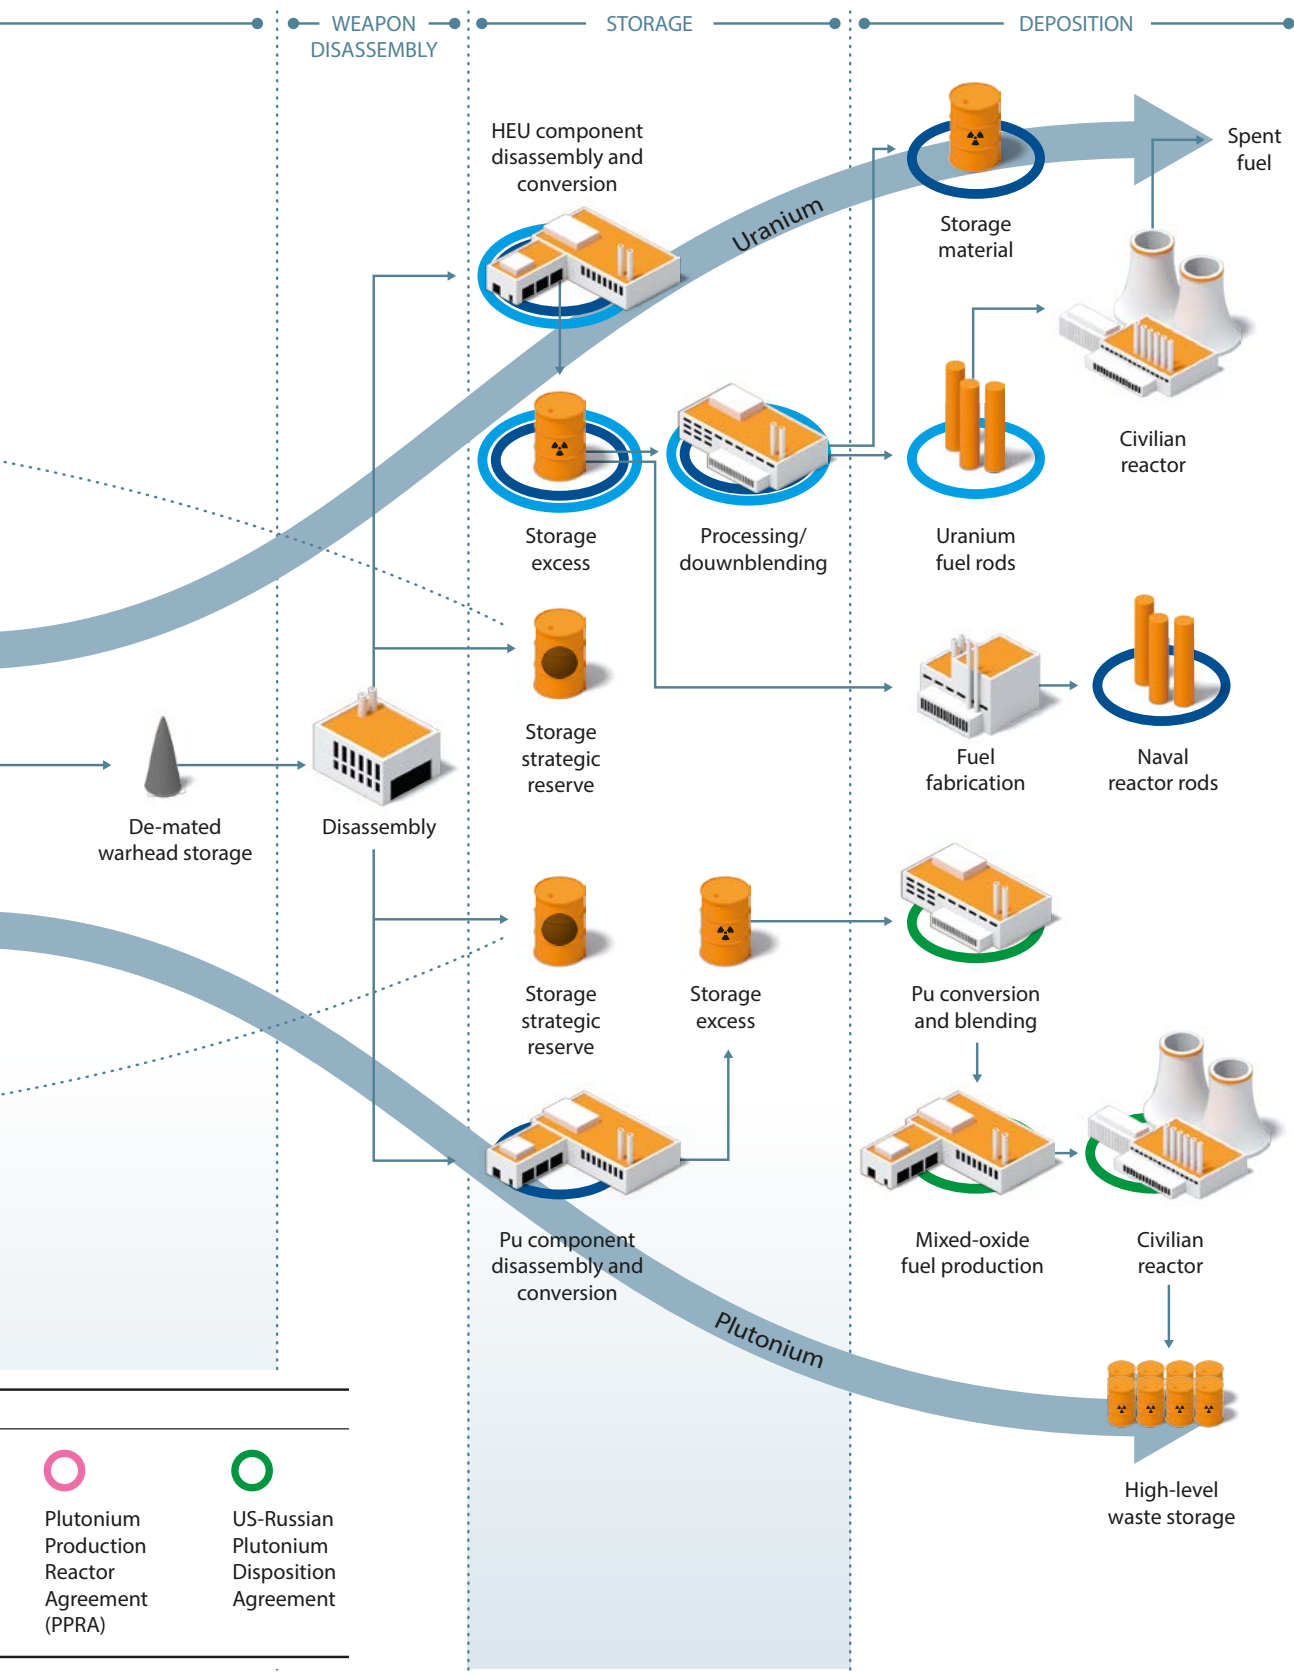 WEAPON
DISASSEMBLY
STORAGE
DEPOSITION
HEU component
disassembly and
conversion
Uranium
Storage
material
Spent
fuel
Civilian
reactor
Storage
excess
Processing/
douwnblending
Uranium
fuel rods
Storage
strategic
reserve
Fuel
fabrication
Naval
reactor rods
De-mated
warhead storage
Disassembly
Storage
strategic
reserve
Storage
excess
Pu conversion
and blending
Pu component
disassembly and
conversion
Mixed-oxide
fuel production
Civilian
reactor
Plutonium
High-level
waste storage
Plutonium
Production
Reactor
Agreement
(PPRA)
US-Russian
Plutonium
Disposition
Agreement